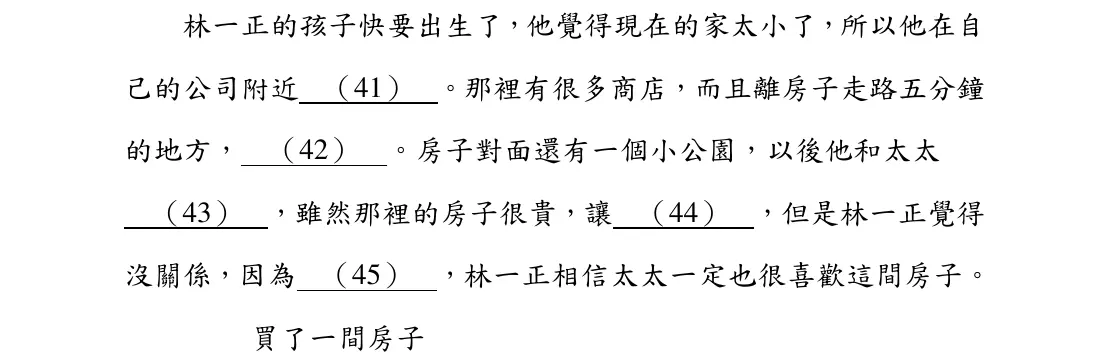 林一正的孩子快要出生了，他覺得現在的家太小了，所以他在自
己的公司附近 （41） 。那裡有很多商店，而且離房子走路五分鐘
的地方， （42） 。房子對面還有一個小公園，以後他和太太
（43） ，雖然那裡的房子很貴，讓 （44） ，但是林一正覺得
沒關係，因為 （45） ，林一正相信太太一定也很喜歡這間房子。
買了一間房子